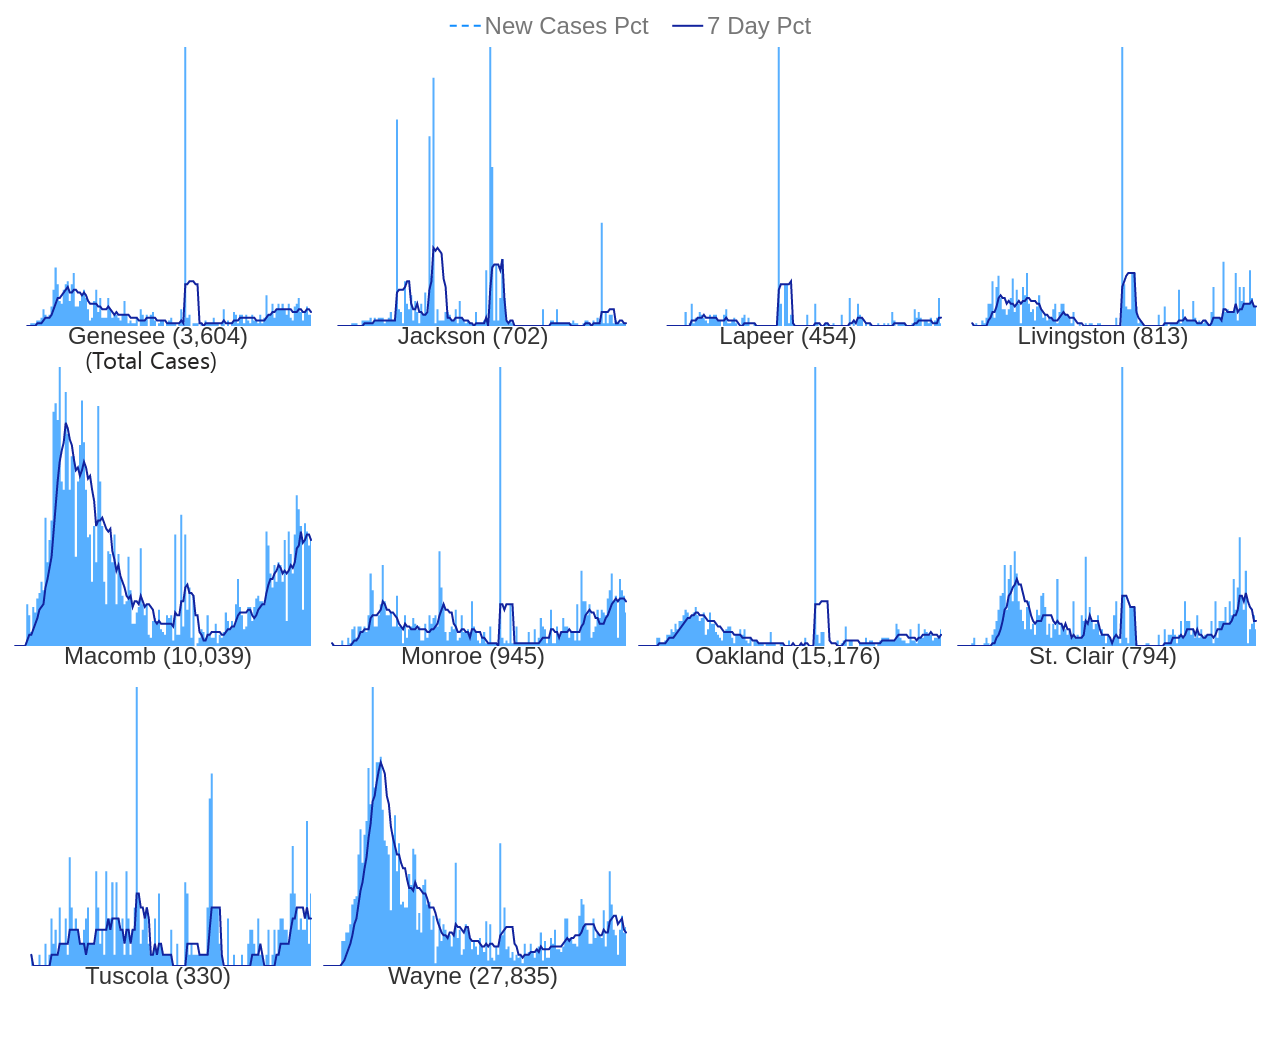 New Cases Pct 7 Day Pct
Genesee (3,604) Jackson (702) Lapeer (454) Livingston (813)
(Total Cases)
Macomb (10,039) Monroe (945) Oakland (15,176) St. Clair (794)
Tuscola (330) Wayne (27,835)